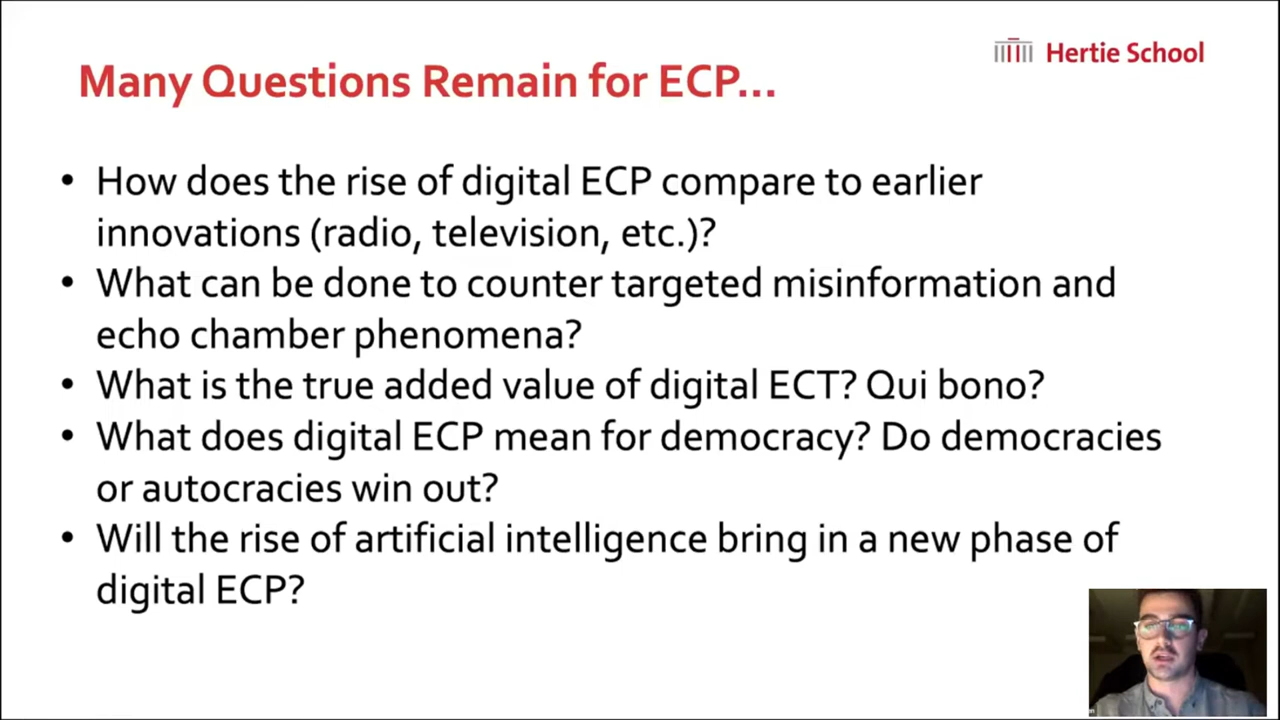 Hertie School
Many Questions Remain for ECP...
• How does the rise of digital ECP compare to earlier
innovations (radio, television, etc.)?
• What can be done to counter targeted misinformation and
echo chamber phenomena?
• What is the true added value of digital ECT? Qui bono?
• What does digital ECP mean for democracy? Do democracies
or autocracies win out?
• Will the rise of artificial intelligence bring in a new phase of
digital ECP?